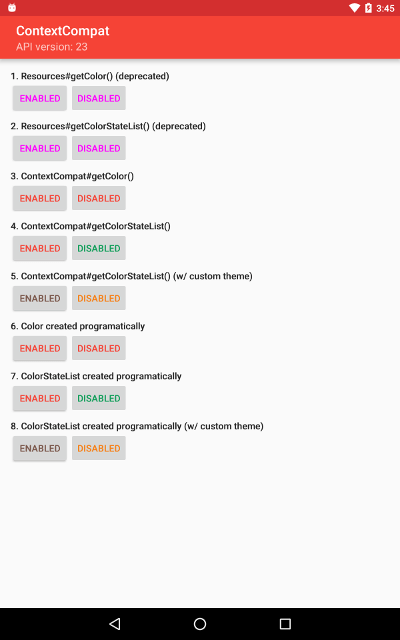 3:45
ContextCompat
API version: 23
1. Resources#getColor() (deprecated)
ENABLED DISABLED
2. Resources#getColorStateList() (deprecated)
ENABLED DISABLED
3. ContextCompat#getColor()
ENABLED DISABLED
4. ContextCompat#getColorStateList()
ENABLED DISABLED
5. ContextCompat#getColorStateList() (w/ custom theme)
ENABLED DISABLED
6. Color created programatically
ENABLED DISABLED
7. ColorStateList created programatically
ENABLED DISABLED
8. ColorStateList created programatically (w/ custom theme)
ENABLED DISABLED